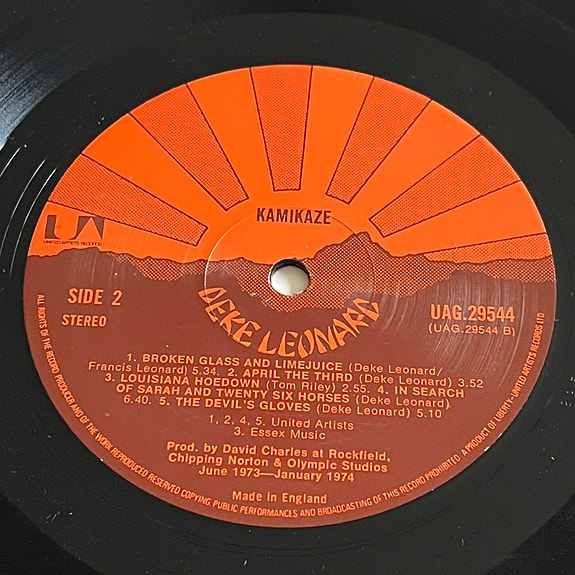 KAMIKAZE
UA
UNITED ARTISTS RECORDS
SIDE 2
STEREO
DEKE LEONARD
UAG.29544
(UAG.29544 B)
1. BROKEN GLASS AND LIMEJUICE (Deke Leonard/
Francis Leonard) 5.34. 2. APRIL THE THIRD (Deke Leonard) 3.52
3. LOUISIANA HOEDOWN (Tom Riley) 2.55. 4. IN SEARCH
OF SARAH AND TWENTY SIX HORSES (Deke Leonard)
6.40. 5. THE DEVIL'S GLOVES (Deke Leonard) 5.10
1, 2, 4, 5. United Artists
3. Essex Music
Prod. by David Charles at Rockfield,
Chipping Norton & Olympic Studios
June 1973—January 1974
Made in England
ALL RIGHTS OF THE RECORD PRODUCER AND OF THE WORK REPRODUCED RESERVED COPYING, PUBLIC PERFORMANCES AND BROADCASTING OF THIS RECORD PROHIBITED. A PRODUCT OF LIBERTY-UNITED ARTISTS RECORDS LTD